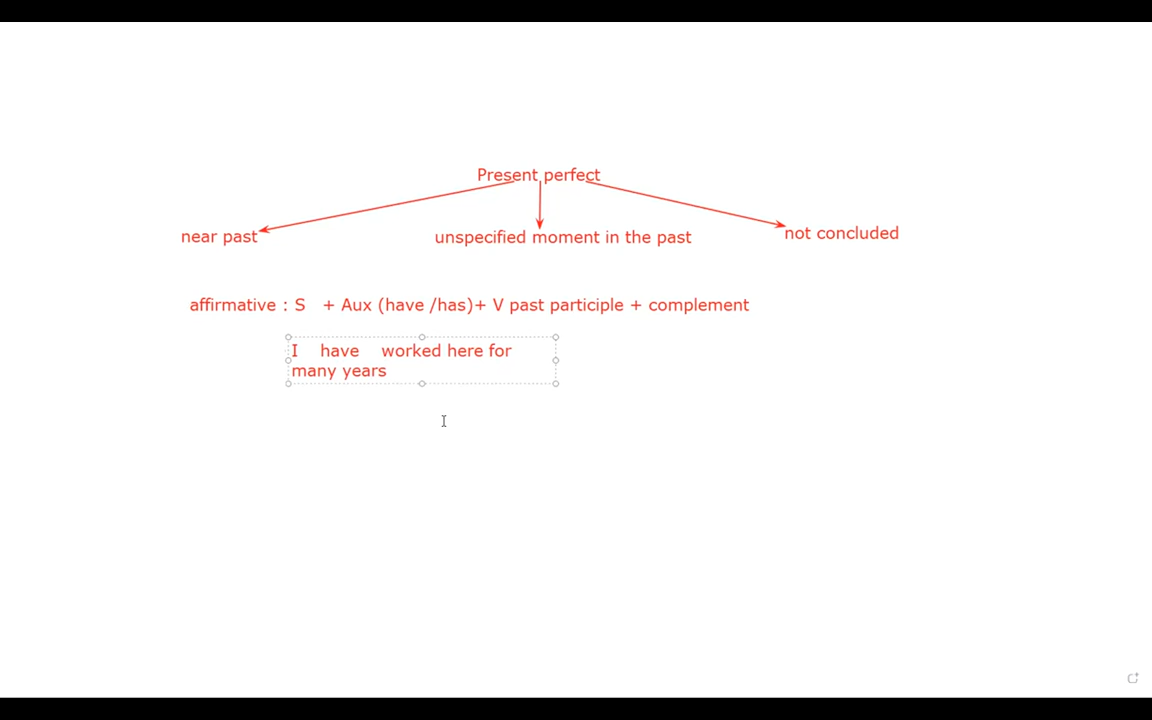 Present perfect
near past
unspecified moment in the past
not concluded
affirmative : S + Aux (have /has)+ V past participle + complement
I have worked here for
many years